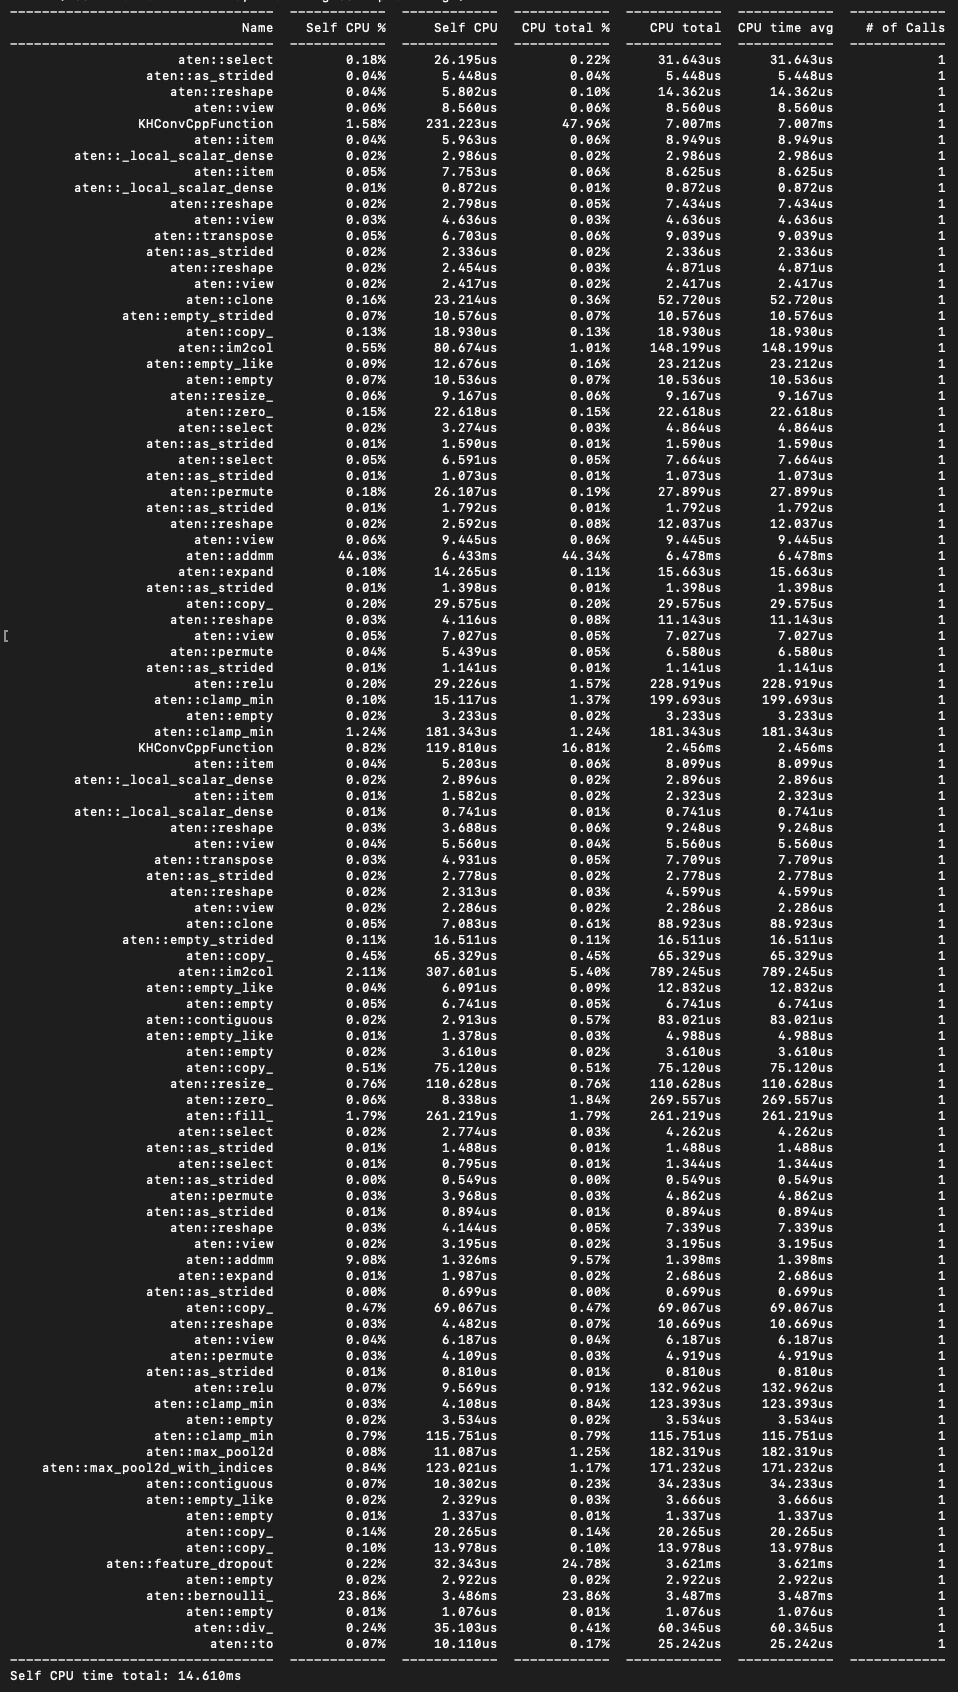 Name Self CPU % Self CPU CPU total % CPU total CPU time avg # of Calls
aten::select 0.18% 26.195us 0.22% 31.643us 31.643us 1
aten::as_strided 0.04% 5.448us 0.04% 5.448us 5.448us 1
aten::reshape 0.04% 5.802us 0.10% 14.362us 14.362us 1
aten::view 0.06% 8.560us 0.06% 8.560us 8.560us 1
KHConvCppFunction 1.58% 231.223us 47.96% 7.007ms 7.007ms 1
aten::item 0.04% 5.963us 0.06% 8.949us 8.949us 1
aten::_local_scalar_dense 0.02% 2.986us 0.02% 2.986us 2.986us 1
aten::item 0.05% 7.753us 0.06% 8.625us 8.625us 1
aten::_local_scalar_dense 0.01% 0.872us 0.01% 0.872us 0.872us 1
aten::reshape 0.02% 2.798us 0.05% 7.434us 7.434us 1
aten::view 0.03% 4.636us 0.03% 4.636us 4.636us 1
aten::transpose 0.05% 6.703us 0.06% 9.039us 9.039us 1
aten::as_strided 0.02% 2.336us 0.02% 2.336us 2.336us 1
aten::reshape 0.02% 2.454us 0.03% 4.871us 4.871us 1
aten::view 0.02% 2.417us 0.02% 2.417us 2.417us 1
aten::clone 0.16% 23.214us 0.36% 52.720us 52.720us 1
aten::empty_strided 0.07% 10.576us 0.07% 10.576us 10.576us 1
aten::copy_ 0.13% 18.930us 0.13% 18.930us 18.930us 1
aten::im2col 0.55% 80.674us 1.01% 148.199us 148.199us 1
aten::empty_like 0.09% 12.676us 0.16% 23.212us 23.212us 1
aten::empty 0.07% 10.536us 0.07% 10.536us 10.536us 1
aten::resize_ 0.06% 9.167us 0.06% 9.167us 9.167us 1
aten::zero_ 0.15% 22.618us 0.15% 22.618us 22.618us 1
aten::select 0.02% 3.274us 0.03% 4.864us 4.864us 1
aten::as_strided 0.01% 1.590us 0.01% 1.590us 1.590us 1
aten::select 0.05% 6.591us 0.05% 7.664us 7.664us 1
aten::as_strided 0.01% 1.073us 0.01% 1.073us 1.073us 1
aten::permute 0.18% 26.107us 0.19% 27.899us 27.899us 1
aten::as_strided 0.01% 1.792us 0.01% 1.792us 1.792us 1
aten::reshape 0.02% 2.592us 0.08% 12.037us 12.037us 1
aten::view 0.06% 9.445us 0.06% 9.445us 9.445us 1
aten::addmm 44.03% 6.433ms 44.34% 6.478ms 6.478ms 1
aten::expand 0.10% 14.265us 0.11% 15.663us 15.663us 1
aten::as_strided 0.01% 1.398us 0.01% 1.398us 1.398us 1
aten::copy_ 0.20% 29.575us 0.20% 29.575us 29.575us 1
aten::reshape 0.03% 4.116us 0.08% 11.143us 11.143us 1
[ aten::view 0.05% 7.027us 0.05% 7.027us 7.027us 1
aten::permute 0.04% 5.439us 0.05% 6.580us 6.580us 1
aten::as_strided 0.01% 1.141us 0.01% 1.141us 1.141us 1
aten::relu 0.20% 29.226us 1.57% 228.919us 228.919us 1
aten::clamp_min 0.10% 15.117us 1.37% 199.693us 199.693us 1
aten::empty 0.02% 3.233us 0.02% 3.233us 3.233us 1
aten::clamp_min 1.24% 181.343us 1.24% 181.343us 181.343us 1
KHConvCppFunction 0.82% 119.810us 16.81% 2.456ms 2.456ms 1
aten::item 0.04% 5.203us 0.06% 8.099us 8.099us 1
aten::_local_scalar_dense 0.02% 2.896us 0.02% 2.896us 2.896us 1
aten::item 0.01% 1.582us 0.02% 2.323us 2.323us 1
aten::_local_scalar_dense 0.01% 0.741us 0.01% 0.741us 0.741us 1
aten::reshape 0.03% 3.688us 0.06% 9.248us 9.248us 1
aten::view 0.04% 5.560us 0.04% 5.560us 5.560us 1
aten::transpose 0.03% 4.931us 0.05% 7.709us 7.709us 1
aten::as_strided 0.02% 2.778us 0.02% 2.778us 2.778us 1
aten::reshape 0.02% 2.313us 0.03% 4.599us 4.599us 1
aten::view 0.02% 2.286us 0.02% 2.286us 2.286us 1
aten::clone 0.05% 7.083us 0.61% 88.923us 88.923us 1
aten::empty_strided 0.11% 16.511us 0.11% 16.511us 16.511us 1
aten::copy_ 0.45% 65.329us 0.45% 65.329us 65.329us 1
aten::im2col 2.11% 307.601us 5.40% 789.245us 789.245us 1
aten::empty_like 0.04% 6.091us 0.09% 12.832us 12.832us 1
aten::empty 0.05% 6.741us 0.05% 6.741us 6.741us 1
aten::contiguous 0.02% 2.913us 0.57% 83.021us 83.021us 1
aten::empty_like 0.01% 1.378us 0.03% 4.988us 4.988us 1
aten::empty 0.02% 3.610us 0.02% 3.610us 3.610us 1
aten::copy_ 0.51% 75.120us 0.51% 75.120us 75.120us 1
aten::resize_ 0.76% 110.628us 0.76% 110.628us 110.628us 1
aten::zero_ 0.06% 8.338us 1.84% 269.557us 269.557us 1
aten::fill_ 1.79% 261.219us 1.79% 261.219us 261.219us 1
aten::select 0.02% 2.774us 0.03% 4.262us 4.262us 1
aten::as_strided 0.01% 1.488us 0.01% 1.488us 1.488us 1
aten::select 0.01% 0.795us 0.01% 1.344us 1.344us 1
aten::as_strided 0.00% 0.549us 0.00% 0.549us 0.549us 1
aten::permute 0.03% 3.968us 0.03% 4.862us 4.862us 1
aten::as_strided 0.01% 0.894us 0.01% 0.894us 0.894us 1
aten::reshape 0.03% 4.144us 0.05% 7.339us 7.339us 1
aten::view 0.02% 3.195us 0.02% 3.195us 3.195us 1
aten::addmm 9.08% 1.326ms 9.57% 1.398ms 1.398ms 1
aten::expand 0.01% 1.987us 0.02% 2.686us 2.686us 1
aten::as_strided 0.00% 0.699us 0.00% 0.699us 0.699us 1
aten::copy_ 0.47% 69.067us 0.47% 69.067us 69.067us 1
aten::reshape 0.03% 4.482us 0.07% 10.669us 10.669us 1
aten::view 0.04% 6.187us 0.04% 6.187us 6.187us 1
aten::permute 0.03% 4.109us 0.03% 4.919us 4.919us 1
aten::as_strided 0.01% 0.810us 0.01% 0.810us 0.810us 1
aten::relu 0.07% 9.569us 0.91% 132.962us 132.962us 1
aten::clamp_min 0.03% 4.108us 0.84% 123.393us 123.393us 1
aten::empty 0.02% 3.534us 0.02% 3.534us 3.534us 1
aten::clamp_min 0.79% 115.751us 0.79% 115.751us 115.751us 1
aten::max_pool2d 0.08% 11.087us 1.25% 182.319us 182.319us 1
aten::max_pool2d_with_indices 0.84% 123.021us 1.17% 171.232us 171.232us 1
aten::contiguous 0.07% 10.302us 0.23% 34.233us 34.233us 1
aten::empty_like 0.02% 2.329us 0.03% 3.666us 3.666us 1
aten::empty 0.01% 1.337us 0.01% 1.337us 1.337us 1
aten::copy_ 0.14% 20.265us 0.14% 20.265us 20.265us 1
aten::copy_ 0.10% 13.978us 0.10% 13.978us 13.978us 1
aten::feature_dropout 0.22% 32.343us 24.78% 3.621ms 3.621ms 1
aten::empty 0.02% 2.922us 0.02% 2.922us 2.922us 1
aten::bernoulli_ 23.86% 3.486ms 23.86% 3.487ms 3.487ms 1
aten::empty 0.01% 1.076us 0.01% 1.076us 1.076us 1
aten::div_ 0.24% 35.103us 0.41% 60.345us 60.345us 1
aten::to 0.07% 10.110us 0.17% 25.242us 25.242us 1
Self CPU time total: 14.610ms